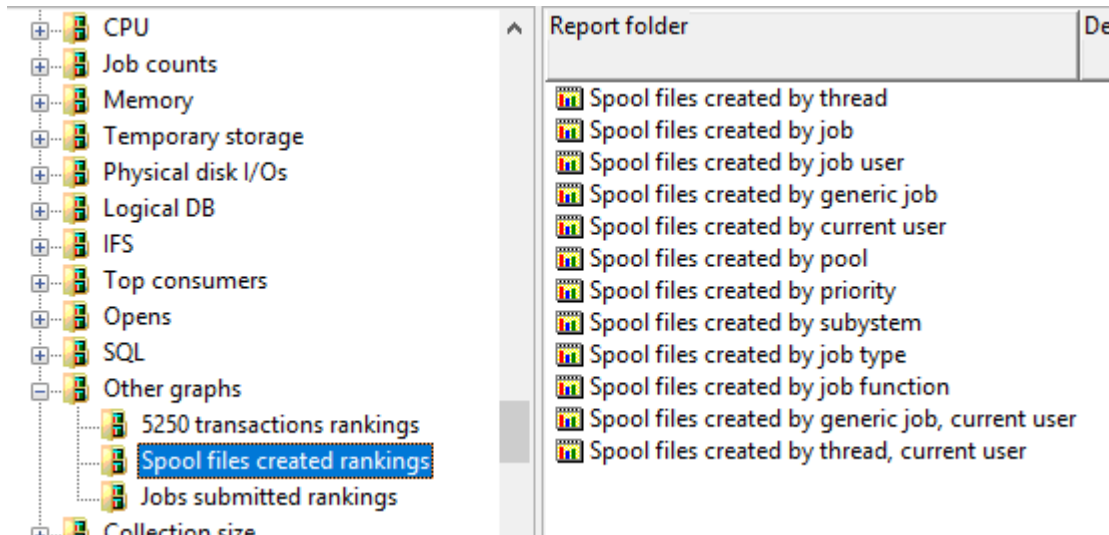 CPU
Job counts
Memory
Temporary storage
Physical disk I/Os
Logical DB
IFS
Top consumers
Opens
SQL
Other graphs
5250 transactions rankings
Spool files created rankings
Jobs submitted rankings
Collection size
Report folder
De
Spool files created by thread
Spool files created by job
Spool files created by job user
Spool files created by generic job
Spool files created by current user
Spool files created by pool
Spool files created by priority
Spool files created by subystem
Spool files created by job type
Spool files created by job function
Spool files created by generic job, current user
Spool files created by thread, current user